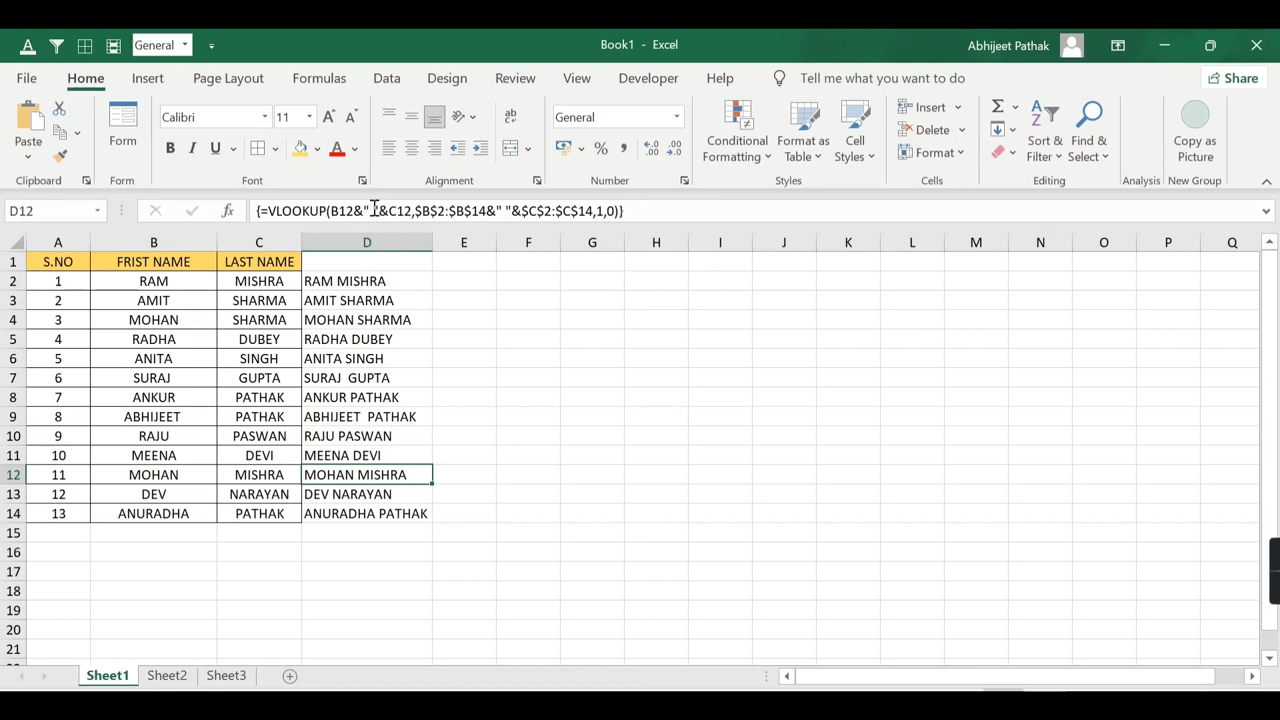 General Book1 - Excel Abhijeet Pathak
File Home Insert Page Layout Formulas Data Design Review View Developer Help Tell me what you want to do Share
Paste Form Calibri 11 General Conditional Formatting Format as Table Cell Styles Insert Delete Format Sort & Filter Find & Select Copy as Picture
Clipboard Form Font Alignment Number Styles Cells Editing Analysis New Group
D12 fx {=VLOOKUP(B12&" "&C12,$B$2:$B$14&" "&$C$2:$C$14,1,0)}
A B C D E F G H I J K L M N O P Q
1 S.NO FRIST NAME LAST NAME
2 1 RAM MISHRA RAM MISHRA
3 2 AMIT SHARMA AMIT SHARMA
4 3 MOHAN SHARMA MOHAN SHARMA
5 4 RADHA DUBEY RADHA DUBEY
6 5 ANITA SINGH ANITA SINGH
7 6 SURAJ GUPTA SURAJ  GUPTA
8 7 ANKUR PATHAK ANKUR PATHAK
9 8 ABHIJEET PATHAK ABHIJEET  PATHAK
10 9 RAJU PASWAN RAJU PASWAN
11 10 MEENA DEVI MEENA DEVI
12 11 MOHAN MISHRA MOHAN MISHRA
13 12 DEV NARAYAN DEV NARAYAN
14 13 ANURADHA PATHAK ANURADHA PATHAK
15
16
17
18
19
20
21
Sheet1 Sheet2 Sheet3